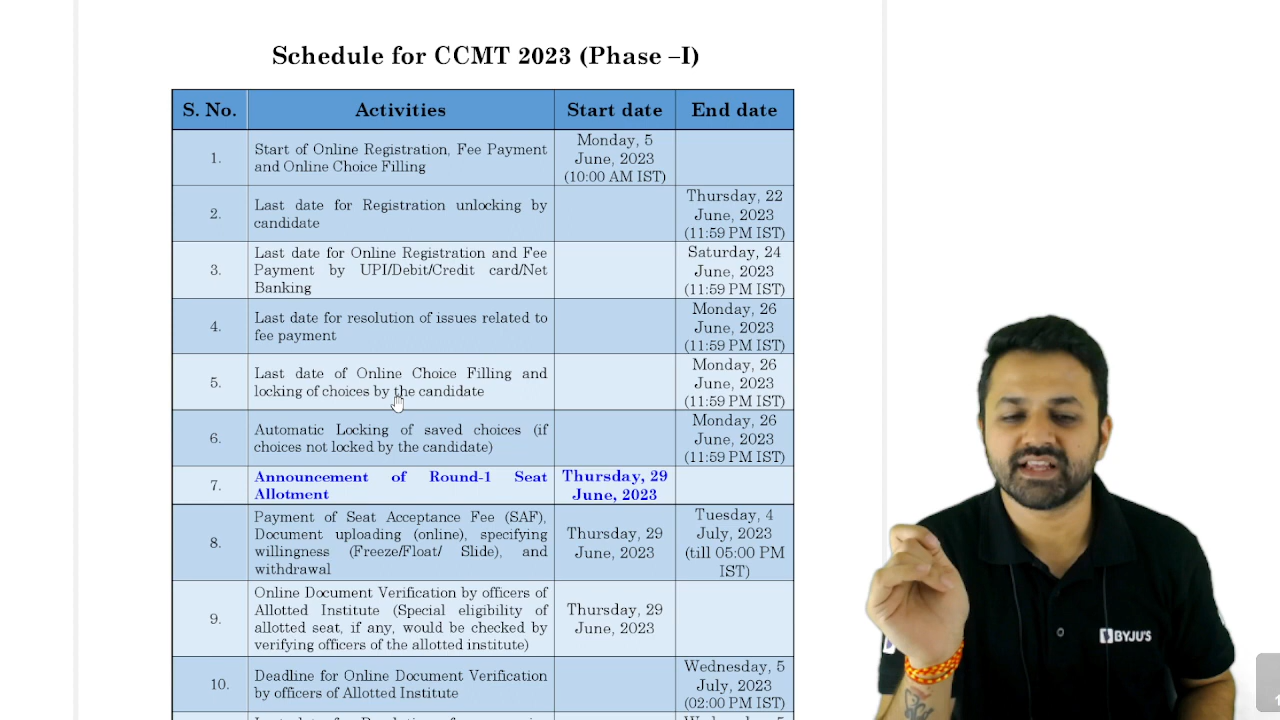 Schedule for CCMT 2023 (Phase –I)
S. No.
Activities
Start date
End date
1.
Start of Online Registration, Fee Payment
and Online Choice Filling
Monday, 5
June, 2023
(10:00 AM IST)
2.
Last date for Registration unlocking by
candidate
Thursday, 22
June, 2023
(11:59 PM IST)
3.
Last date for Online Registration and Fee
Payment by UPI/Debit/Credit card/Net
Banking
Saturday, 24
June, 2023
(11:59 PM IST)
4.
Last date for resolution of issues related to
fee payment
Monday, 26
June, 2023
(11:59 PM IST)
5.
Last date of Online Choice Filling and
locking of choices by the candidate
Monday, 26
June, 2023
(11:59 PM IST)
6.
Automatic Locking of saved choices (if
choices not locked by the candidate)
Monday, 26
June, 2023
(11:59 PM IST)
7.
Announcement of Round-1 Seat
Allotment
Thursday, 29
June, 2023
8.
Payment of Seat Acceptance Fee (SAF),
Document uploading (online), specifying
willingness (Freeze/Float/ Slide), and
withdrawal
Thursday, 29
June, 2023
Tuesday, 4
July, 2023
(till 05:00 PM
IST)
9.
Online Document Verification by officers of
Allotted Institute (Special eligibility of
allotted seat, if any, would be checked by
verifying officers of the allotted institute)
Thursday, 29
June, 2023
10.
Deadline for Online Document Verification
by officers of Allotted Institute
Wednesday, 5
July, 2023
(02:00 PM IST)
BYJU'S